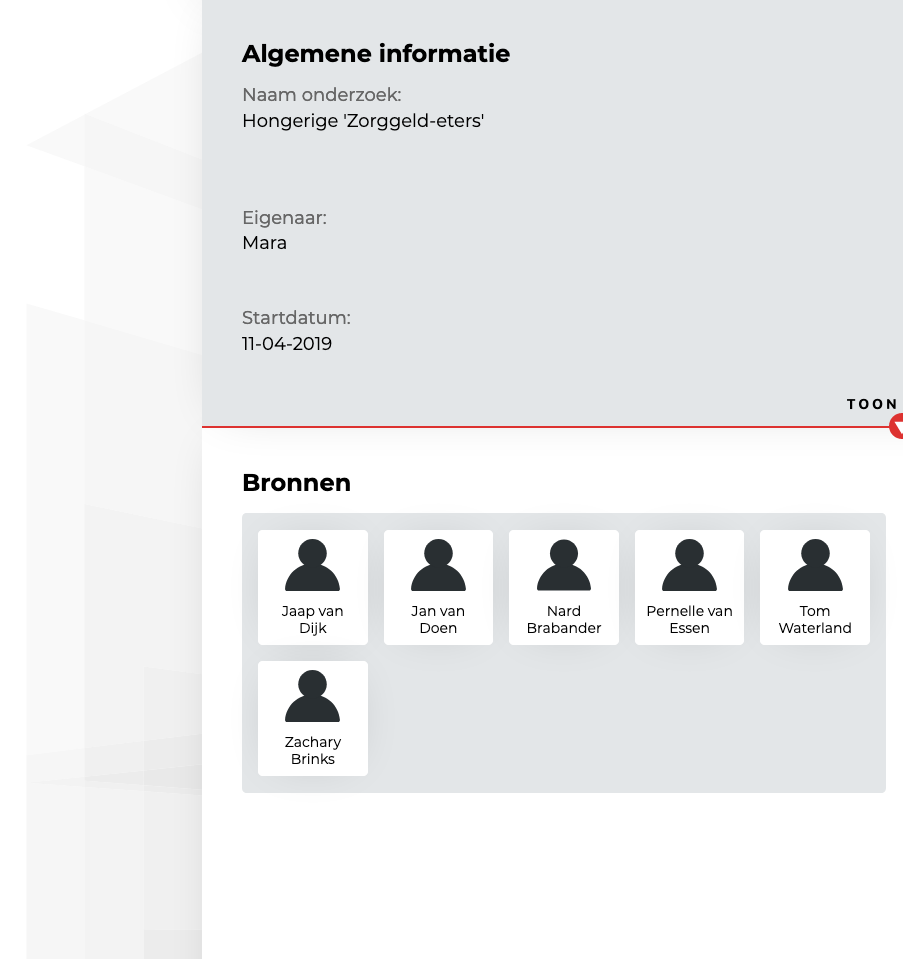 Algemene informatie
Naam onderzoek:
Hongerige 'Zorggeld-eters'
Eigenaar:
Mara
Startdatum:
11-04-2019
TOON
Bronnen
Jaap van
Dijk
Jan van
Doen
Nard
Brabander
Pernelle van
Essen
Tom
Waterland
Zachary
Brinks